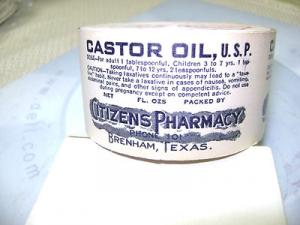 CASTOR OIL, U.S.P.
DOSE—For adult 1 tablespoonful, Children 3 to 7 yrs. 1 tea-
spoonful, 7 to 12 yrs. 2 teaspoonfuls.
CAUTION—Taking laxatives continuously may lead to a "laxa-
habit." Never take a laxative in cases of nausea, vomiting,
abdominal pains, and other signs of appendicitis. Do not use
during pregnancy except on competent advice.
NET FL. OZS PACKED BY
CITIZENS PHARMACY
PHONE 101
BRENHAM, TEXAS.